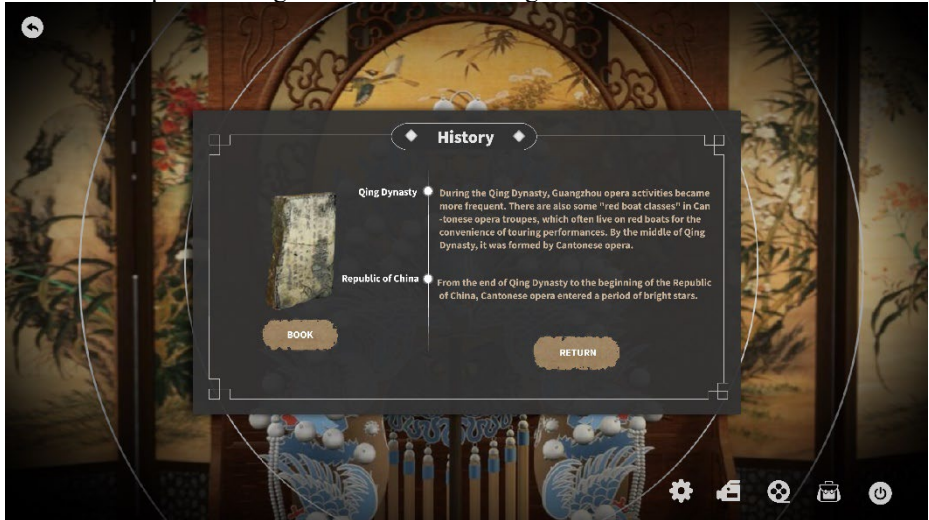 History
Qing Dynasty
During the Qing Dynasty, Guangzhou opera activities became
more frequent. There are also some "red boat classes" in Can
-tonese opera troupes, which often live on red boats for the
convenience of touring performances. By the middle of Qing
Dynasty, it was formed by Cantonese opera.
Republic of China
From the end of Qing Dynasty to the beginning of the Republic
of China, Cantonese opera entered a period of bright stars.
BOOK
RETURN